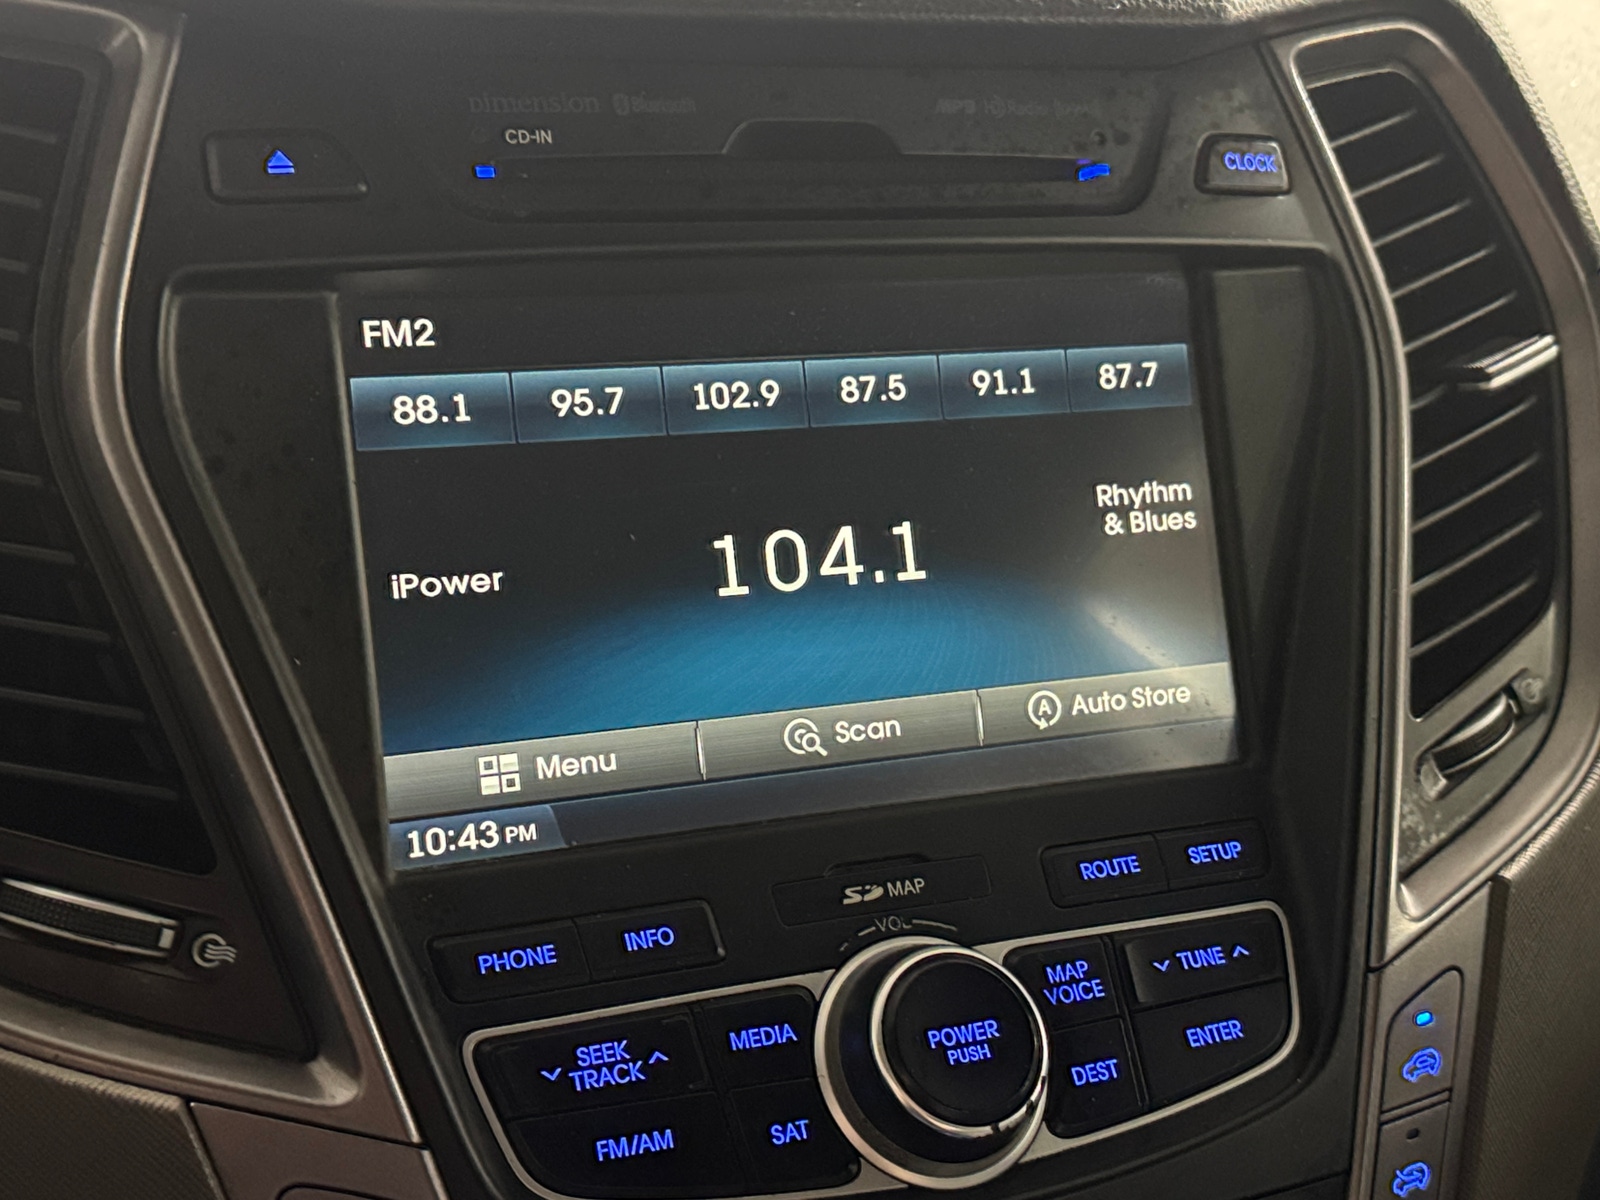 Dimension Bluetooth
CD-IN
CLOCK
FM2
88.1 95.7 102.9 87.5 91.1 87.7
Rhythm
& Blues
iPower 104.1
Menu Scan Auto Store
10:43 PM
MAP
VOL
ROUTE SETUP
PHONE INFO
SEEK
TRACK
MEDIA
FM/AM
SAT
POWER
PUSH
MAP
VOICE
TUNE
DEST
ENTER